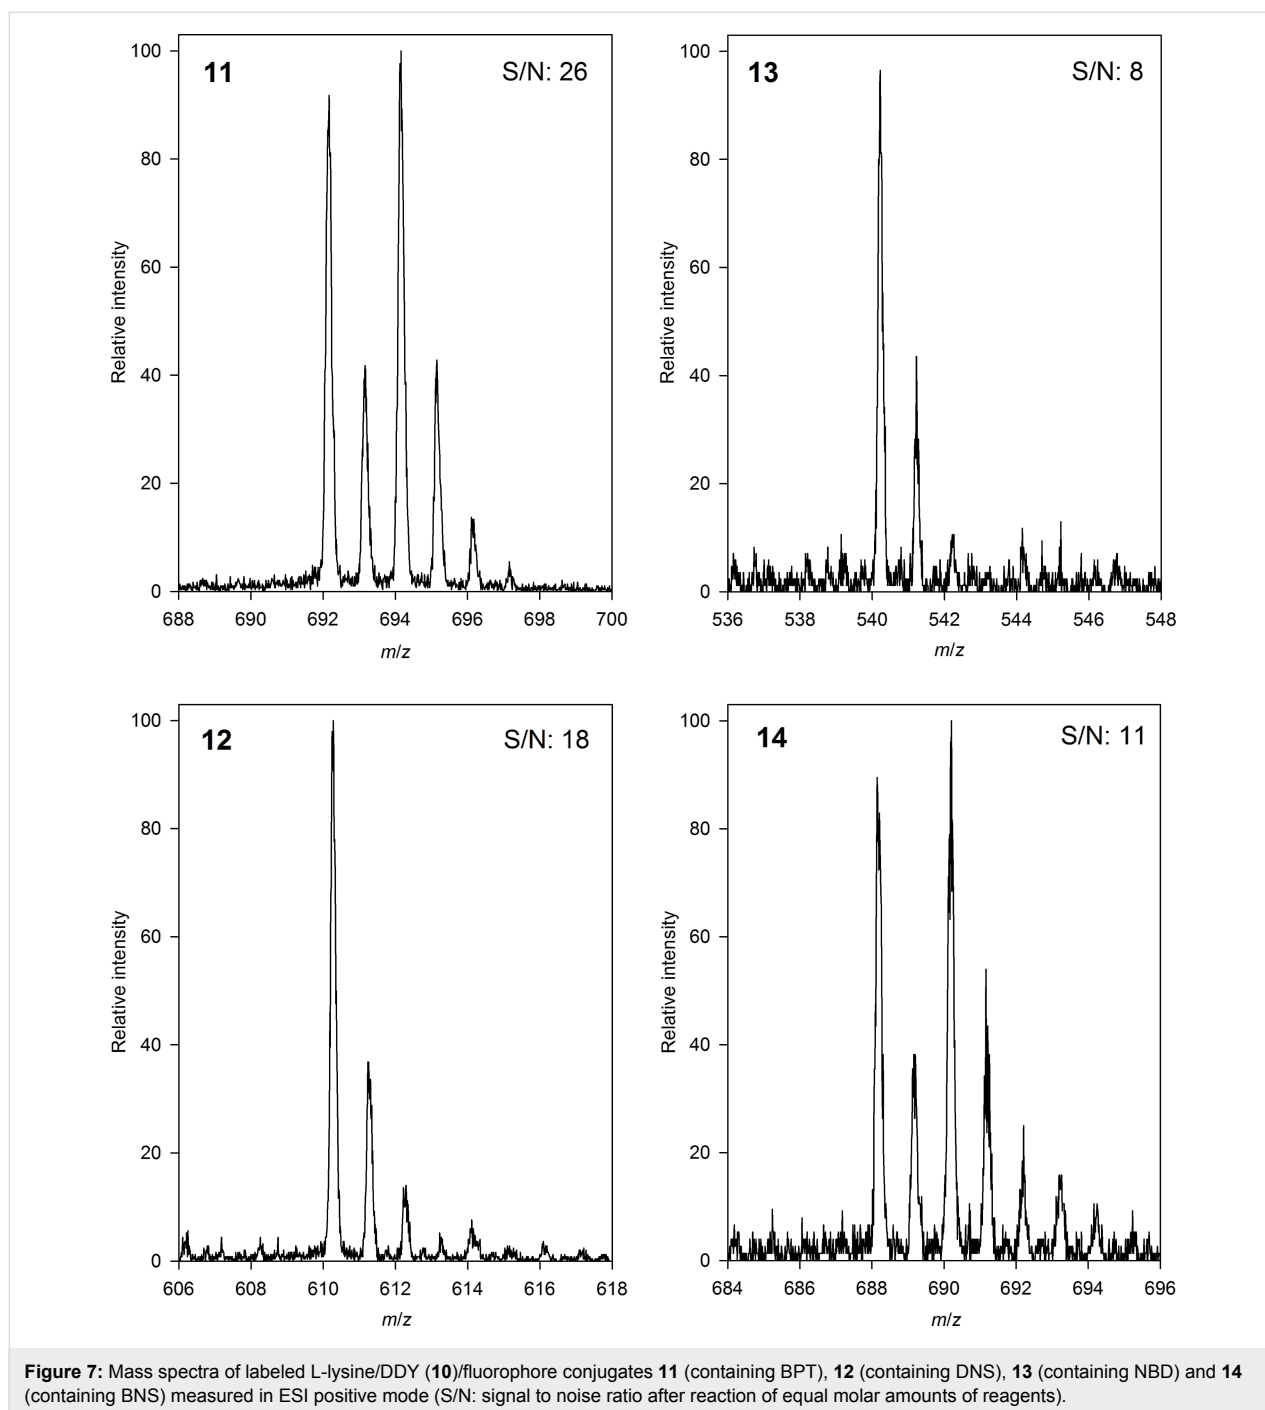 11
S/N: 26
100
80
60
40
20
0
Relative intensity
688 690 692 694 696 698 700
m/z
13
S/N: 8
100
80
60
40
20
0
Relative intensity
536 538 540 542 544 546 548
m/z
12
S/N: 18
100
80
60
40
20
0
Relative intensity
606 608 610 612 614 616 618
m/z
14
S/N: 11
100
80
60
40
20
0
Relative intensity
684 686 688 690 692 694 696
m/z
Figure 7: Mass spectra of labeled L-lysine/DDY (10)/fluorophore conjugates 11 (containing BPT), 12 (containing DNS), 13 (containing NBD) and 14
(containing BNS) measured in ESI positive mode (S/N: signal to noise ratio after reaction of equal molar amounts of reagents).